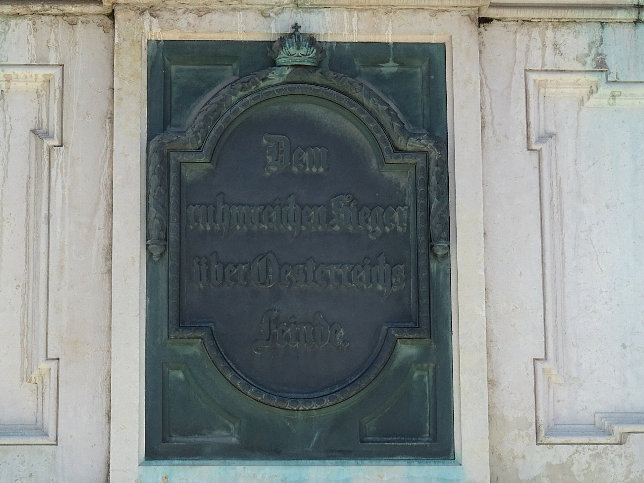 Dem
ruhmreichen Sieger
über Oesterreichs
Feinde